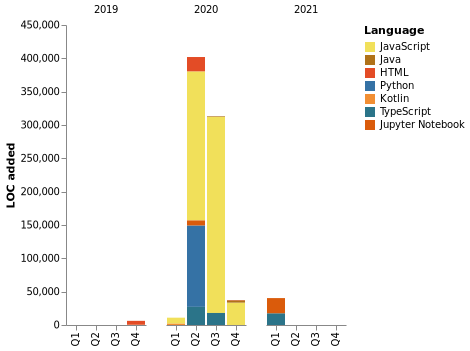 2019 2020 2021
Language
JavaScript
Java
HTML
Python
Kotlin
TypeScript
Jupyter Notebook
LOC added
450,000
400,000
350,000
300,000
250,000
200,000
150,000
100,000
50,000
0
Q1 Q2 Q3 Q4 Q1 Q2 Q3 Q4 Q1 Q2 Q3 Q4